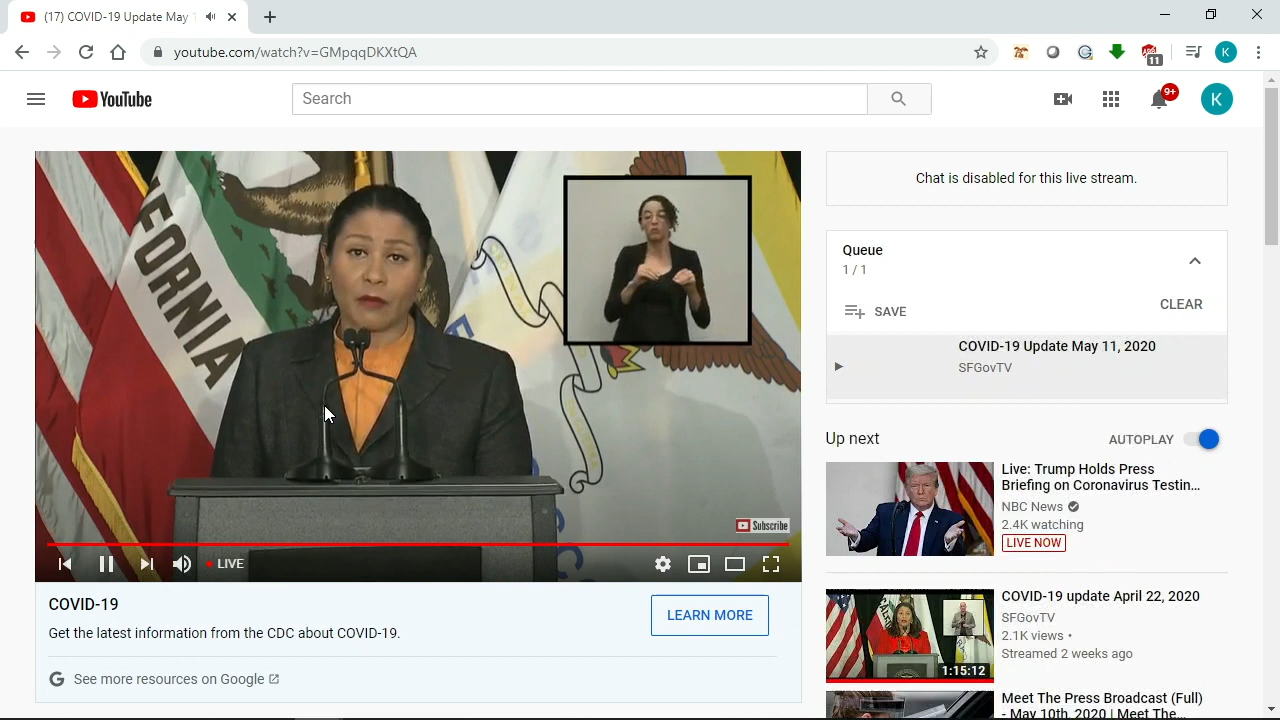 (17) COVID-19 Update May 1
youtube.com/watch?v=GMpqqDKXtQA
11
K
YouTube
Search
9+
K
FORNIA
Subscribe
LIVE
COVID-19
Get the latest information from the CDC about COVID-19.
LEARN MORE
See more resources on Google
Chat is disabled for this live stream.
Queue
1 / 1
SAVE
CLEAR
COVID-19 Update May 11, 2020
SFGovTV
Up next
AUTOPLAY
Live: Trump Holds Press
Briefing on Coronavirus Testin...
NBC News
2.4K watching
LIVE NOW
COVID-19 update April 22, 2020
SFGovTV
2.1K views •
Streamed 2 weeks ago
1:15:12
Meet The Press Broadcast (Full)
- May 10th, 2020 | Meet The...